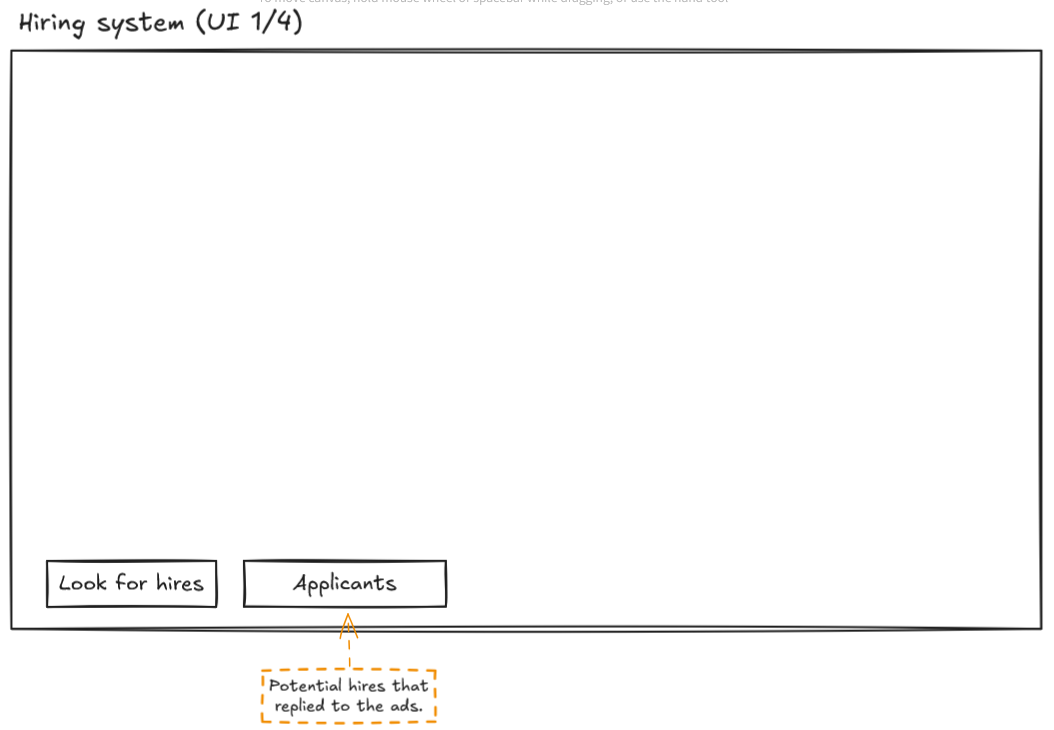 To move canvas, hold mouse wheel or spacebar while dragging, or use the hand tool
Hiring system (UI 1/4)
Look for hires
Applicants
Potential hires that
replied to the ads.